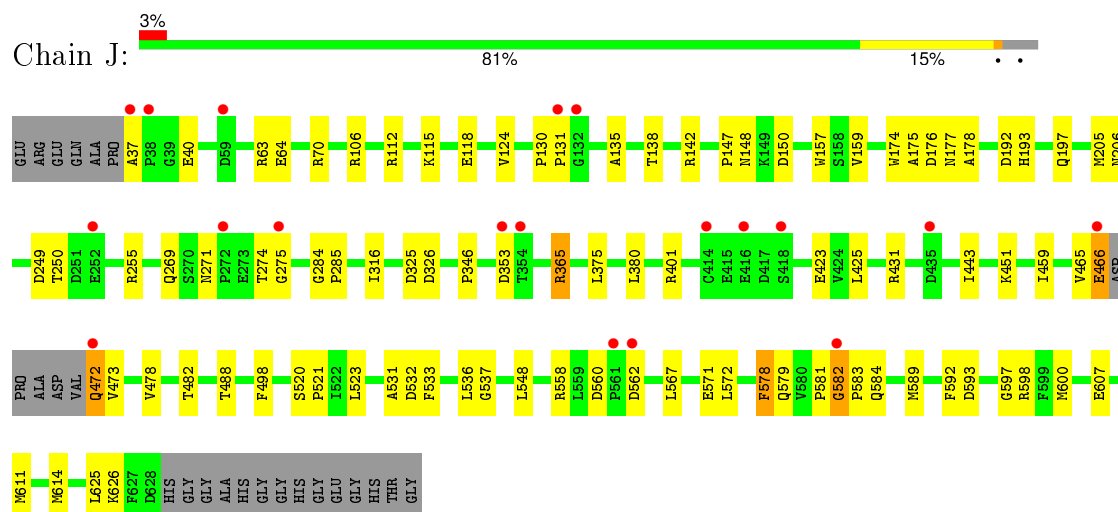 3%
Chain J:
81% 15% • •
GLU ARG GLU GLN ALA PRO A37 P38 G39 E40 D59 R63 E64 R70 R106 R112 K115 E118 V124 P130 P131 G132 A135 T138 R142 P147 N148 K149 D150 W157 S158 V159 W174 A175 D176 N177 A178 D192 H193 Q197 M205 N206
D249 T250 D251 E252 R255 Q269 S270 N271 P272 E273 T274 G275 G284 P285 I316 D325 D326 P346 D353 T354 R365 L375 L380 R401 C414 E415 E416 D417 S418 E423 V424 L425 R431 D435 I443 K451 I459 V465 E466 ASP
PRO ALA ASP VAL Q472 V473 V478 T482 T488 F498 S520 P521 I522 L523 A531 D532 F533 L536 G537 L548 R558 L559 D560 P561 D562 L567 E571 L572 F578 Q579 V580 P581 G582 P583 Q584 M589 F592 D593 G597 R598 F599 M600 E607
M611 M614 L625 K626 F627 D628 HIS GLY GLY ALA HIS GLY GLY HIS GLY GLU GLY HIS THR GLY